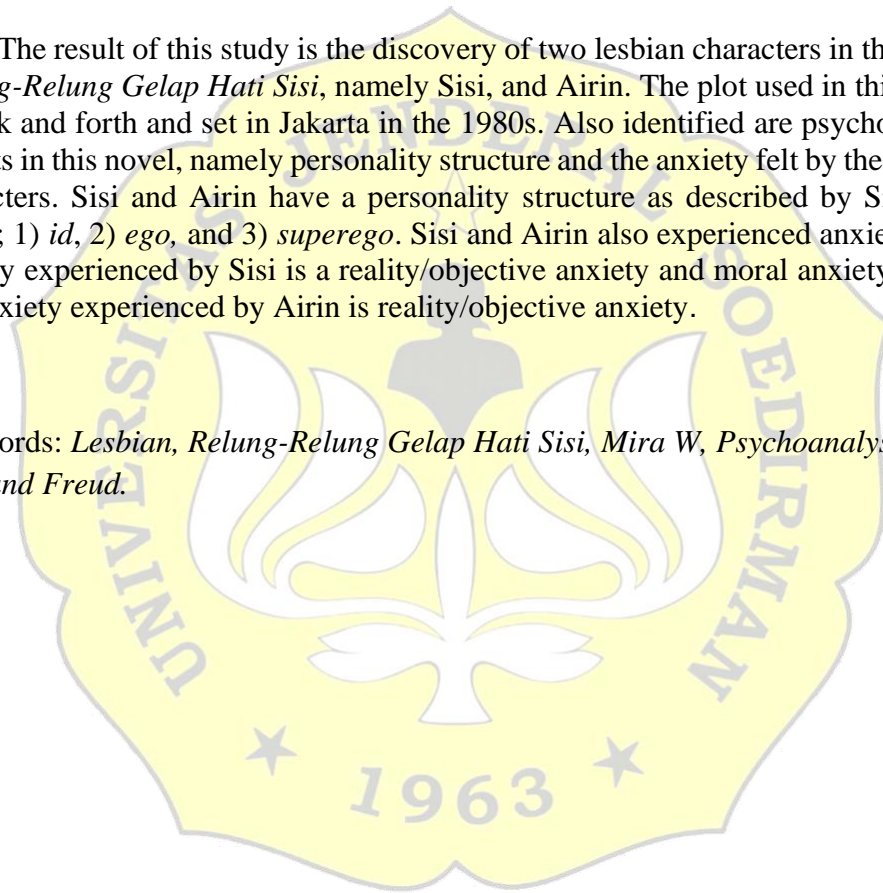 The result of this study is the discovery of two lesbian characters in th
g-Relung Gelap Hati Sisi, namely Sisi, and Airin. The plot used in thi
k and forth and set in Jakarta in the 1980s. Also identified are psycho
ts in this novel, namely personality structure and the anxiety felt by the
cters. Sisi and Airin have a personality structure as described by Si
; 1) id, 2) ego, and 3) superego. Sisi and Airin also experienced anxie
y experienced by Sisi is a reality/objective anxiety and moral anxiety
xiety experienced by Airin is reality/objective anxiety.
ords: Lesbian, Relung-Relung Gelap Hati Sisi, Mira W, Psychoanalys
und Freud.
UNIVERSITAS JENDERAL SOEDIRMAN
1963